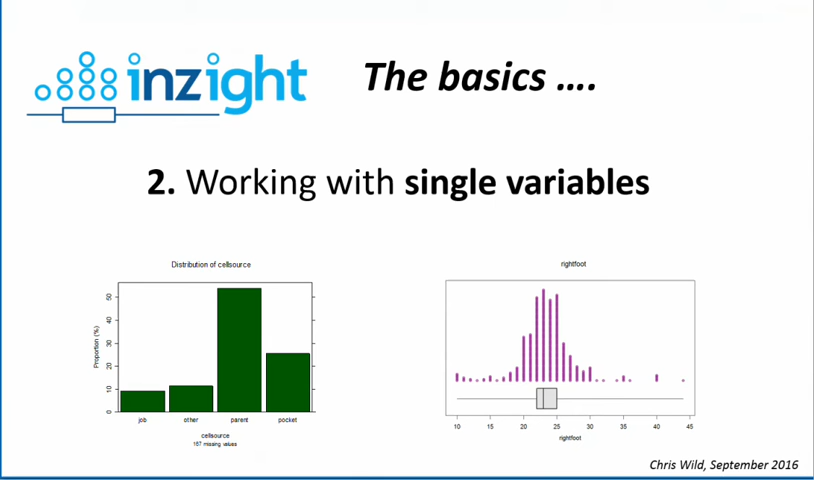 inzight
The basics ....
2. Working with single variables
Distribution of cellsource
Proportion (%)
50
40
30
20
10
0
job other parent pocket
cellsource
187 missing values
rightfoot
10 15 20 25 30 35 40 45
rightfoot
Chris Wild, September 2016